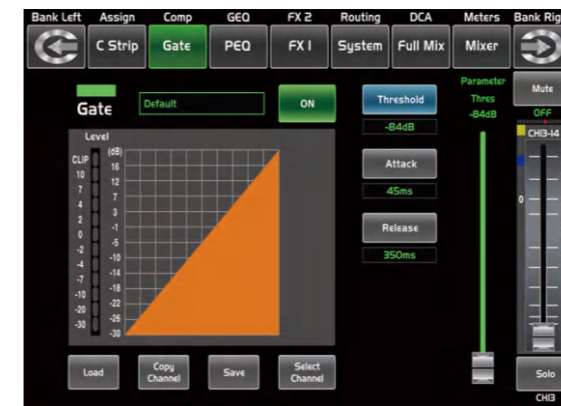 Bank Left Assign Comp GEQ FX 2 Routing DCA Meters Bank Rig
C Strip Gate PEQ FX I System Full Mix Mixer
Gate
Default
ON
Threshold
-84dB
Attack
45ms
Release
350ms
Parameter
Thres
-84dB
Mute
OFF
CH13-14
0
Solo
CH13
Level
(dB)
CLIP
10
7
4
2
0
-2
-4
-7
-10
-20
-30
16
12
7
3
-1
-5
-10
-14
-18
-22
-26
-30
Load
Copy
Channel
Save
Select
Channel